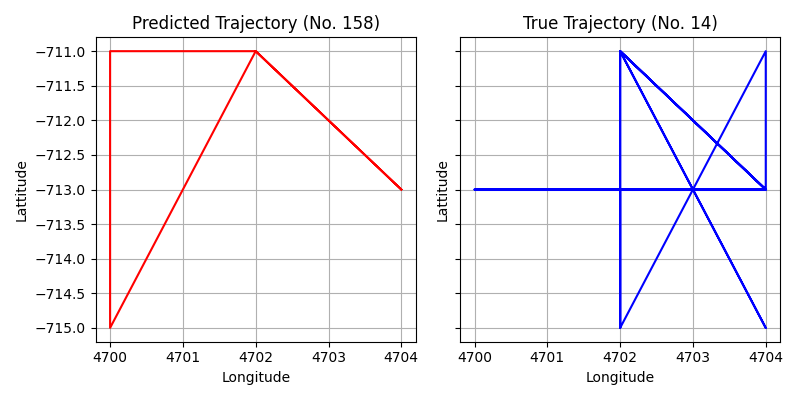 Predicted Trajectory (No. 158)
Lattitude
−711.0
−711.5
−712.0
−712.5
−713.0
−713.5
−714.0
−714.5
−715.0
4700 4701 4702 4703 4704
Longitude
True Trajectory (No. 14)
Lattitude
4700 4701 4702 4703 4704
Longitude